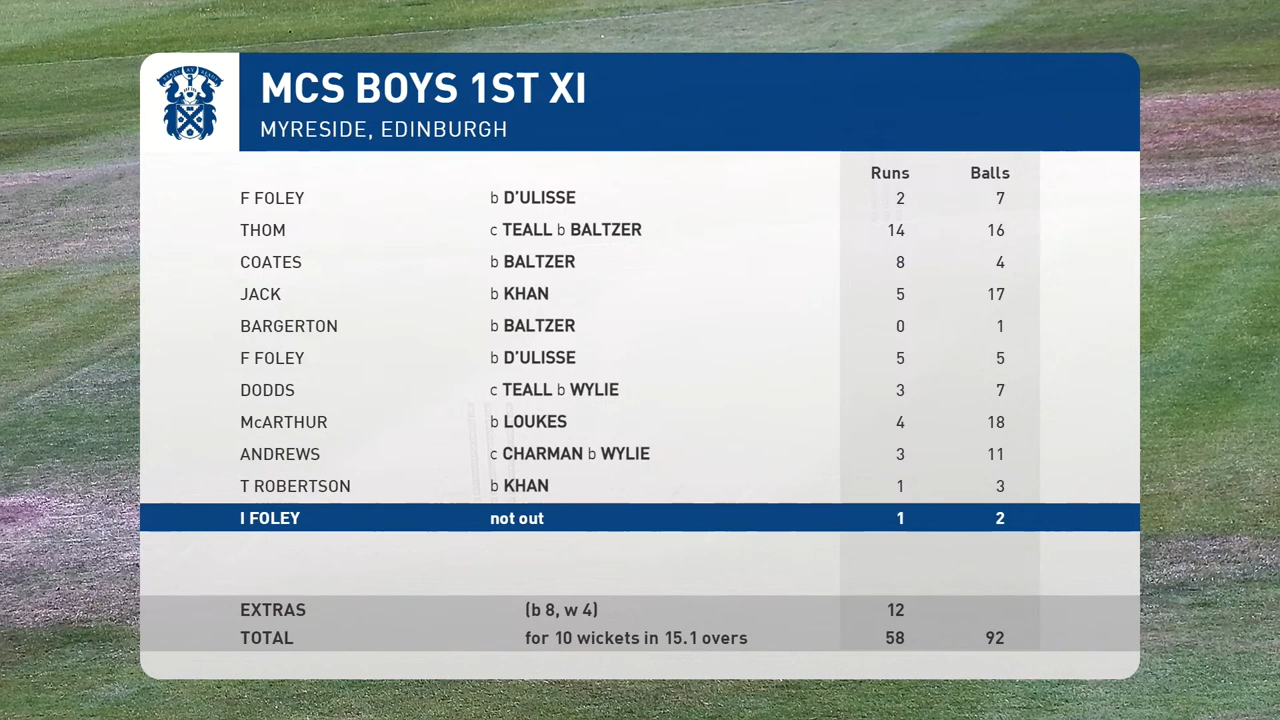 MCS BOYS 1ST XI
MYRESIDE, EDINBURGH
Runs Balls
F FOLEY b D'ULISSE 2 7
THOM c TEALL b BALTZER 14 16
COATES b BALTZER 8 4
JACK b KHAN 5 17
BARGERTON b BALTZER 0 1
F FOLEY b D'ULISSE 5 5
DODDS c TEALL b WYLIE 3 7
McARTHUR b LOUKES 4 18
ANDREWS c CHARMAN b WYLIE 3 11
T ROBERTSON b KHAN 1 3
I FOLEY not out 1 2
EXTRAS (b 8, w 4) 12
TOTAL for 10 wickets in 15.1 overs 58 92